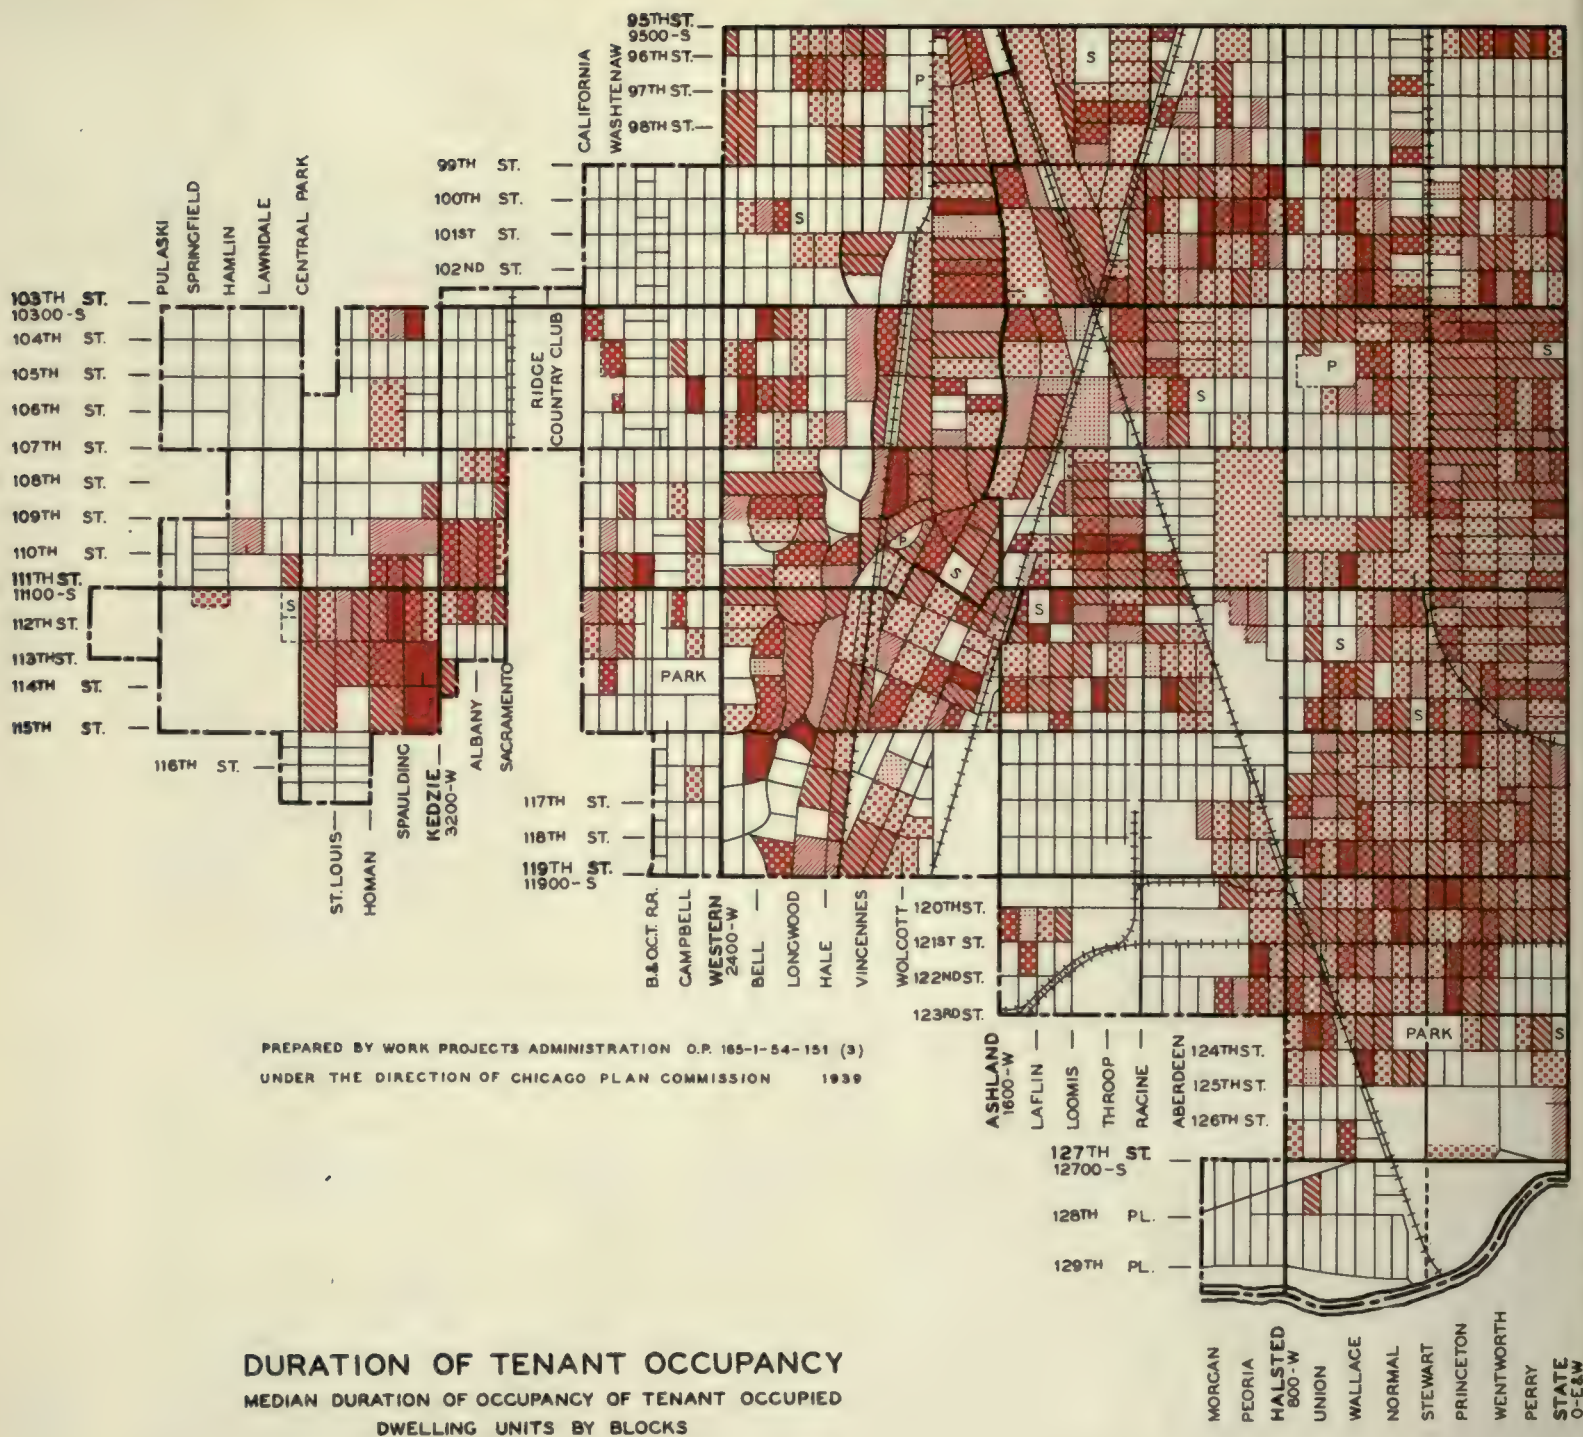 95TH ST.
9500-S
96TH ST.
97TH ST.
98TH ST.
CALIFORNIA
WASHTENAW
99TH ST.
100TH ST.
101ST ST.
102ND ST.
PULASKI
SPRINGFIELD
HAMLIN
LAWNDALE
CENTRAL PARK
103TH ST.
10300-S
104TH ST.
105TH ST.
106TH ST.
107TH ST.
108TH ST.
109TH ST.
110TH ST.
111TH ST.
11100-S
112TH ST.
113TH ST.
114TH ST.
115TH ST.
116TH ST.
RIDGE
COUNTRY CLUB
S
P
S
P
S
S
P
S
S
S
S
S
PARK
ST. LOUIS
HOMAN
SPAULDING
KEDZIE
3200-W
ALBANY
SACRAMENTO
117TH ST.
118TH ST.
119TH ST.
11900-S
B.&O.C.T. R.R.
CAMPBELL
WESTERN
2400-W
BELL
LONGWOOD
HALE
VINCENNES
WOLCOTT
120TH ST.
121ST ST.
122ND ST.
123RD ST.
PARK
S
ASHLAND
1600-W
LAFLIN
LOOMIS
THROOP
RACINE
ABERDEEN
124TH ST.
125TH ST.
126TH ST.
127TH ST.
12700-S
128TH PL.
129TH PL.
MORGAN
PEORIA
HALSTED
800-W
UNION
WALLACE
NORMAL
STEWART
PRINCETON
WENTWORTH
PERRY
STATE
0-E&W
PREPARED BY WORK PROJECTS ADMINISTRATION O.P. 165-1-54-151 (3)
UNDER THE DIRECTION OF CHICAGO PLAN COMMISSION 1939
DURATION OF TENANT OCCUPANCY
MEDIAN DURATION OF OCCUPANCY OF TENANT OCCUPIED
DWELLING UNITS BY BLOCKS